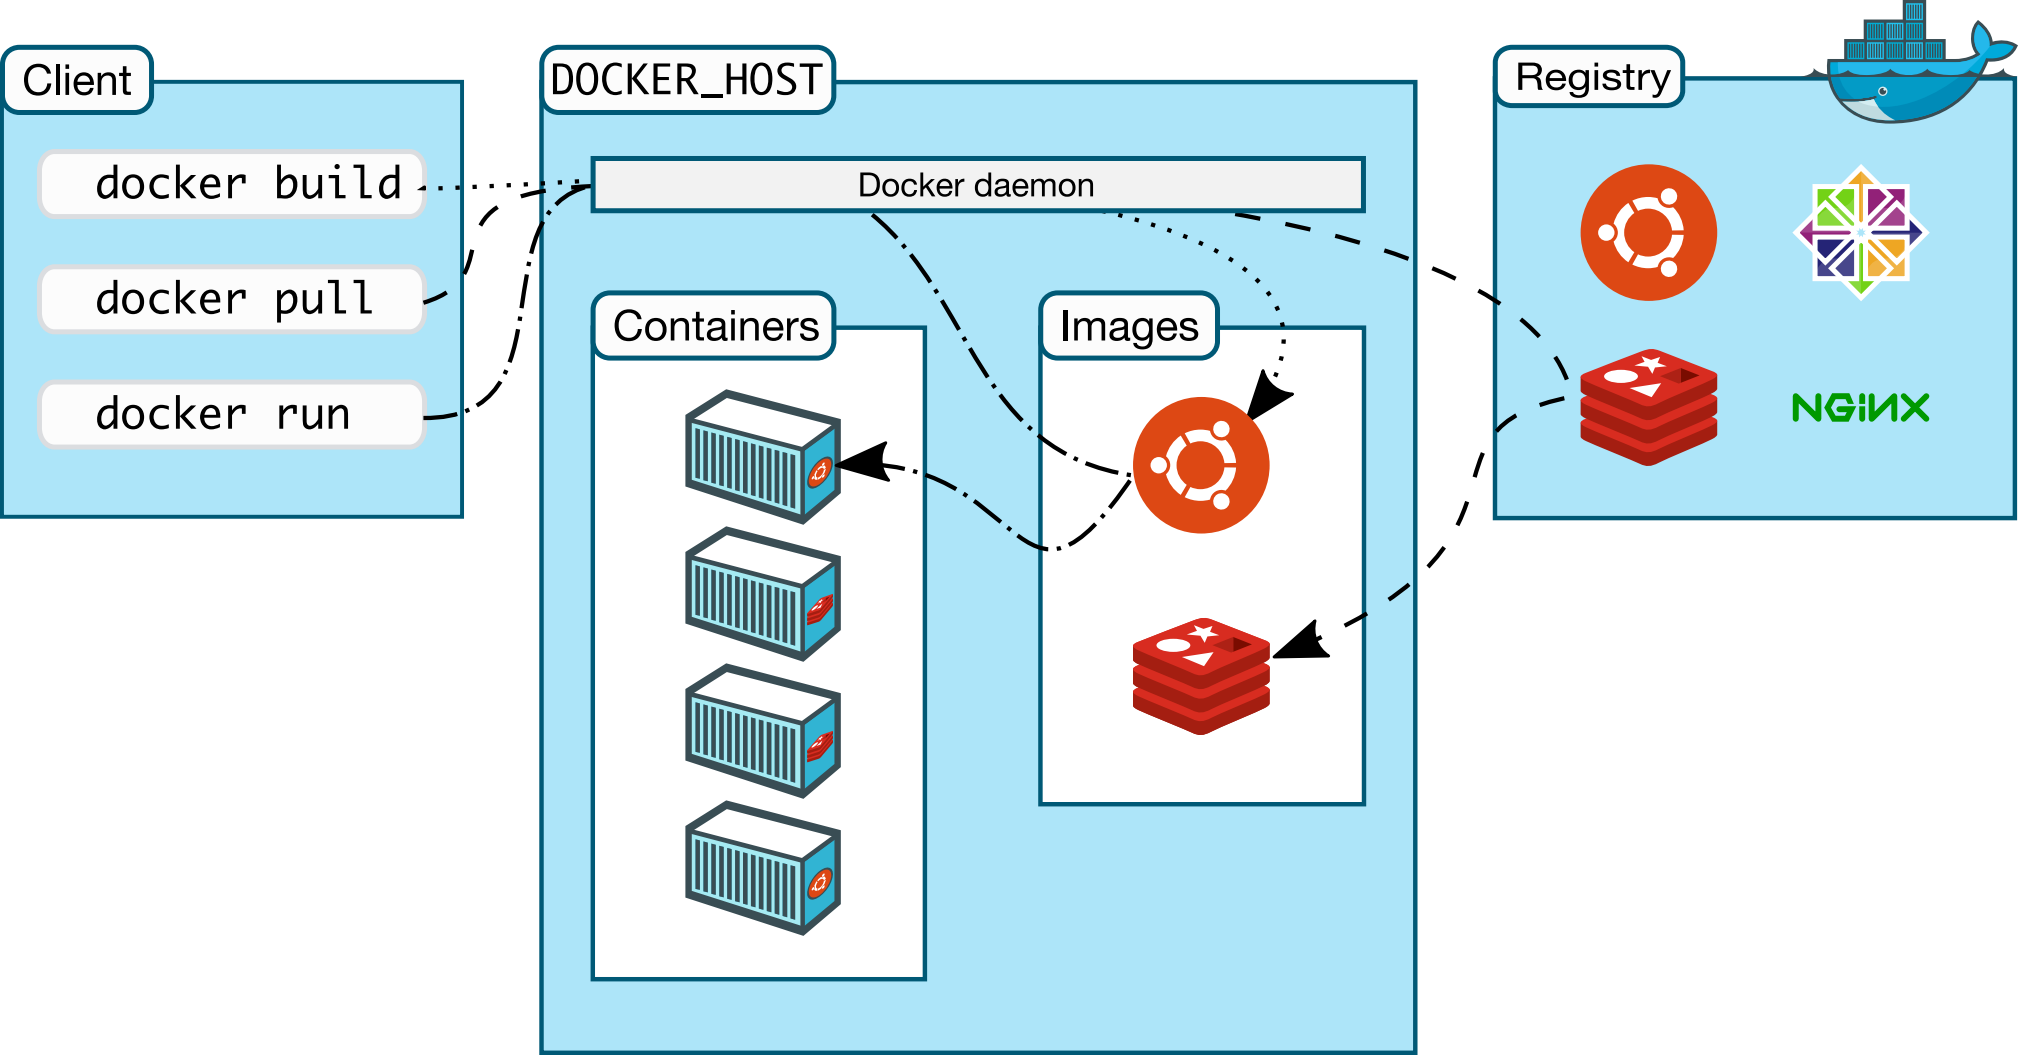 Client
docker build
docker pull
docker run
DOCKER_HOST
Docker daemon
Containers
Images
Registry
NGiNX